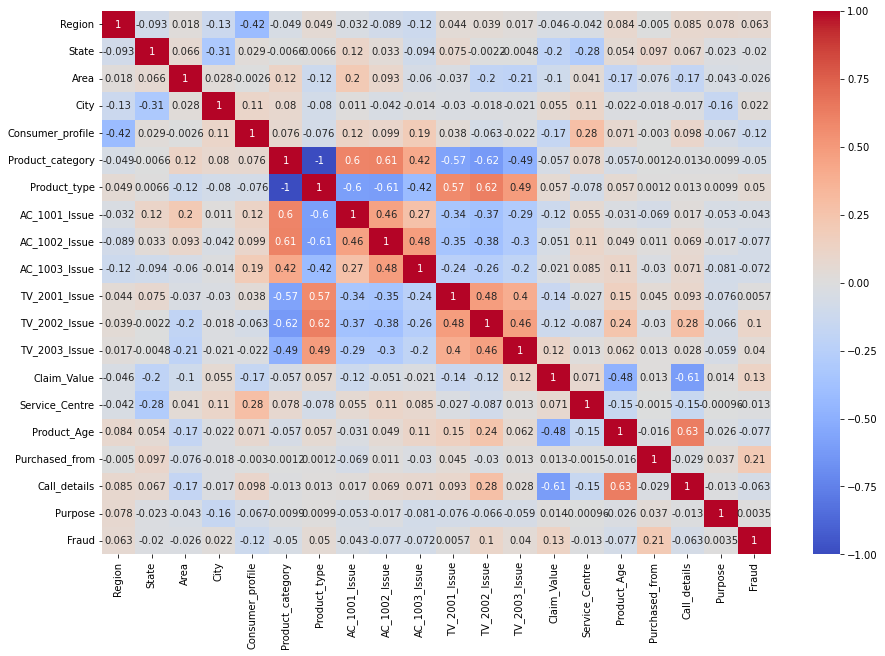 Region 1 -0.093 0.018 -0.13 -0.42 -0.049 0.049 -0.032 -0.089 -0.12 0.044 0.039 0.017 -0.046 -0.042 0.084 -0.005 0.085 0.078 0.063
State -0.093 1 0.066 -0.31 0.029 -0.0066 0.0066 0.12 0.033 -0.094 0.075 -0.0022 -0.0048 -0.2 -0.28 0.054 0.097 0.067 -0.023 -0.02
Area 0.018 0.066 1 0.028 -0.0026 0.12 -0.12 0.2 0.093 -0.06 -0.037 -0.2 -0.21 -0.1 0.041 -0.17 -0.076 -0.17 -0.043 -0.026
City -0.13 -0.31 0.028 1 0.11 0.08 -0.08 0.011 -0.042 -0.014 -0.03 -0.018 -0.021 0.055 0.11 -0.022 -0.018 -0.017 -0.16 0.022
Consumer_profile -0.42 0.029 -0.0026 0.11 1 0.076 -0.076 0.12 0.099 0.19 0.038 -0.063 -0.022 -0.17 0.28 0.071 -0.003 0.098 -0.067 -0.12
Product_category -0.049 -0.0066 0.12 0.08 0.076 1 -1 0.6 0.61 0.42 -0.57 -0.62 -0.49 -0.057 0.078 -0.057 -0.0012 -0.013 -0.0099 -0.05
Product_type 0.049 0.0066 -0.12 -0.08 -0.076 -1 1 -0.6 -0.61 -0.42 0.57 0.62 0.49 0.057 -0.078 0.057 0.0012 0.013 0.0099 0.05
AC_1001_Issue -0.032 0.12 0.2 0.011 0.12 0.6 -0.6 1 0.46 0.27 -0.34 -0.37 -0.29 -0.12 0.055 -0.031 -0.069 0.017 -0.053 -0.043
AC_1002_Issue -0.089 0.033 0.093 -0.042 0.099 0.61 -0.61 0.46 1 0.48 -0.35 -0.38 -0.3 -0.051 0.11 0.049 0.011 0.069 -0.017 -0.077
AC_1003_Issue -0.12 -0.094 -0.06 -0.014 0.19 0.42 -0.42 0.27 0.48 1 -0.24 -0.26 -0.2 -0.021 0.085 0.11 -0.03 0.071 -0.081 -0.072
TV_2001_Issue 0.044 0.075 -0.037 -0.03 0.038 -0.57 0.57 -0.34 -0.35 -0.24 1 0.48 0.4 -0.14 -0.027 0.15 0.045 0.093 -0.076 0.0057
TV_2002_Issue 0.039 -0.0022 -0.2 -0.018 -0.063 -0.62 0.62 -0.37 -0.38 -0.26 0.48 1 0.46 -0.12 -0.087 0.24 -0.03 0.28 -0.066 0.1
TV_2003_Issue 0.017 -0.0048 -0.21 -0.021 -0.022 -0.49 0.49 -0.29 -0.3 -0.2 0.4 0.46 1 0.12 0.013 0.062 0.013 0.028 -0.059 0.04
Claim_Value -0.046 -0.2 -0.1 0.055 -0.17 -0.057 0.057 -0.12 -0.051 -0.021 -0.14 -0.12 0.12 1 0.071 -0.48 0.013 -0.61 0.014 0.13
Service_Centre -0.042 -0.28 0.041 0.11 0.28 0.078 -0.078 0.055 0.11 0.085 -0.027 -0.087 0.013 0.071 1 -0.15 -0.0015 -0.15 -0.00096 -0.013
Product_Age 0.084 0.054 -0.17 -0.022 0.071 -0.057 0.057 -0.031 0.049 0.11 0.15 0.24 0.062 -0.48 -0.15 1 -0.016 0.63 -0.026 -0.077
Purchased_from -0.005 0.097 -0.076 -0.018 -0.003 -0.0012 0.0012 -0.069 0.011 -0.03 0.045 -0.03 0.013 0.013 -0.0015 -0.016 1 -0.029 0.037 0.21
Call_details 0.085 0.067 -0.17 -0.017 0.098 -0.013 0.013 0.017 0.069 0.071 0.093 0.28 0.028 -0.61 -0.15 0.63 -0.029 1 -0.013 -0.063
Purpose 0.078 -0.023 -0.043 -0.16 -0.067 -0.0099 0.0099 -0.053 -0.017 -0.081 -0.076 -0.066 -0.059 0.014 -0.00096 -0.026 0.037 -0.013 1 0.0035
Fraud 0.063 -0.02 -0.026 0.022 -0.12 -0.05 0.05 -0.043 -0.077 -0.072 0.0057 0.1 0.04 0.13 -0.013 -0.077 0.21 -0.063 0.0035 1
Region State Area City Consumer_profile Product_category Product_type AC_1001_Issue AC_1002_Issue AC_1003_Issue TV_2001_Issue TV_2002_Issue TV_2003_Issue Claim_Value Service_Centre Product_Age Purchased_from Call_details Purpose Fraud
1.00
0.75
0.50
0.25
0.00
−0.25
−0.50
−0.75
−1.00